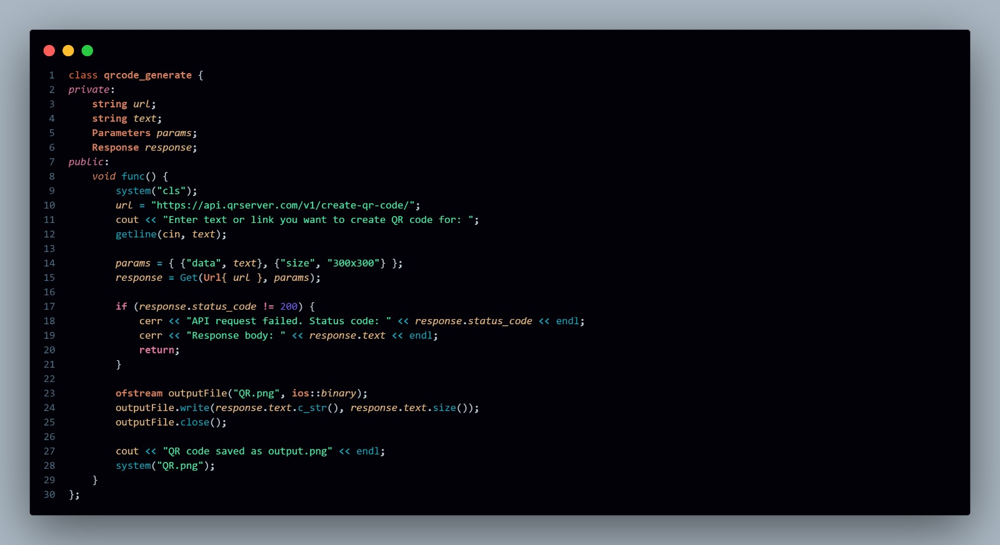 1 class qrcode_generate {
2 private:
3     string url;
4     string text;
5     Parameters params;
6     Response response;
7 public:
8     void func() {
9         system("cls");
10         url = "https://api.qrserver.com/v1/create-qr-code/";
11         cout << "Enter text or link you want to create QR code for: ";
12         getline(cin, text);
13
14         params = { {"data", text}, {"size", "300x300"} };
15         response = Get(Url{ url }, params);
16
17         if (response.status_code != 200) {
18             cerr << "API request failed. Status code: " << response.status_code << endl;
19             cerr << "Response body: " << response.text << endl;
20             return;
21         }
22
23         ofstream outputFile("QR.png", ios::binary);
24         outputFile.write(response.text.c_str(), response.text.size());
25         outputFile.close();
26
27         cout << "QR code saved as output.png" << endl;
28         system("QR.png");
29     }
30 };